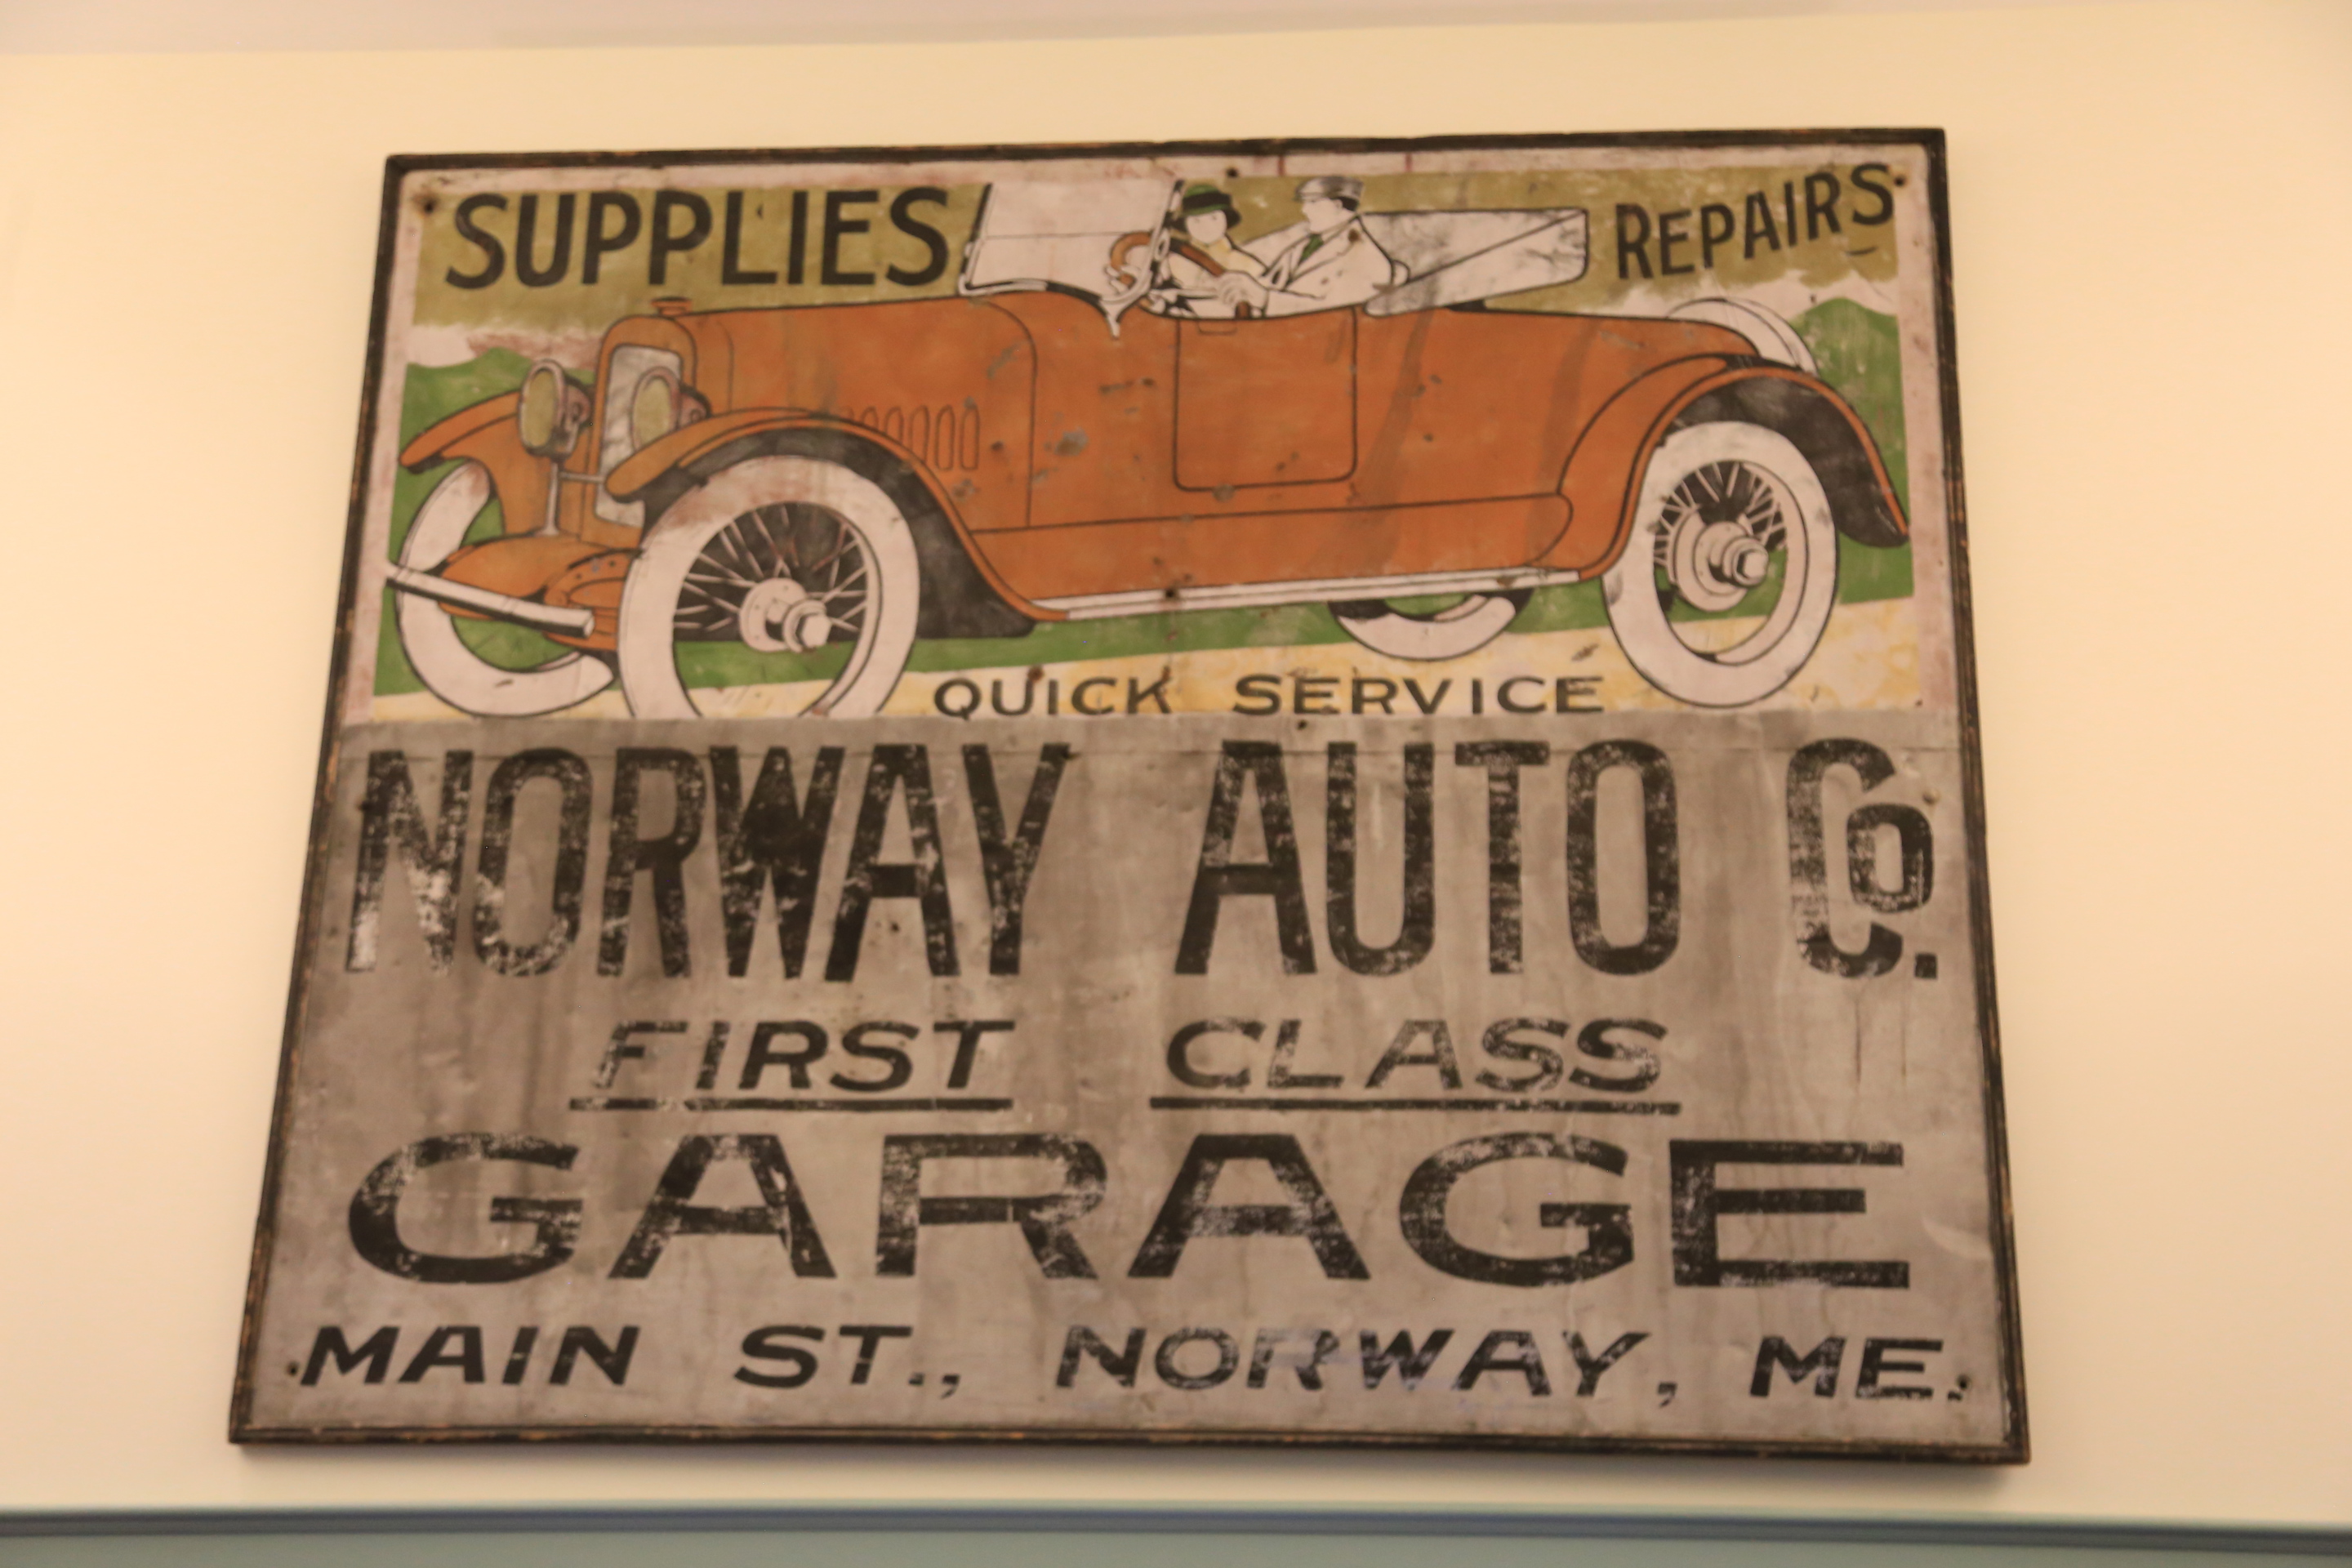 SUPPLIES REPAIRS
QUICK SERVICE
NORWAY AUTO Co.
FIRST CLASS
GARAGE
MAIN ST., NORWAY, ME.